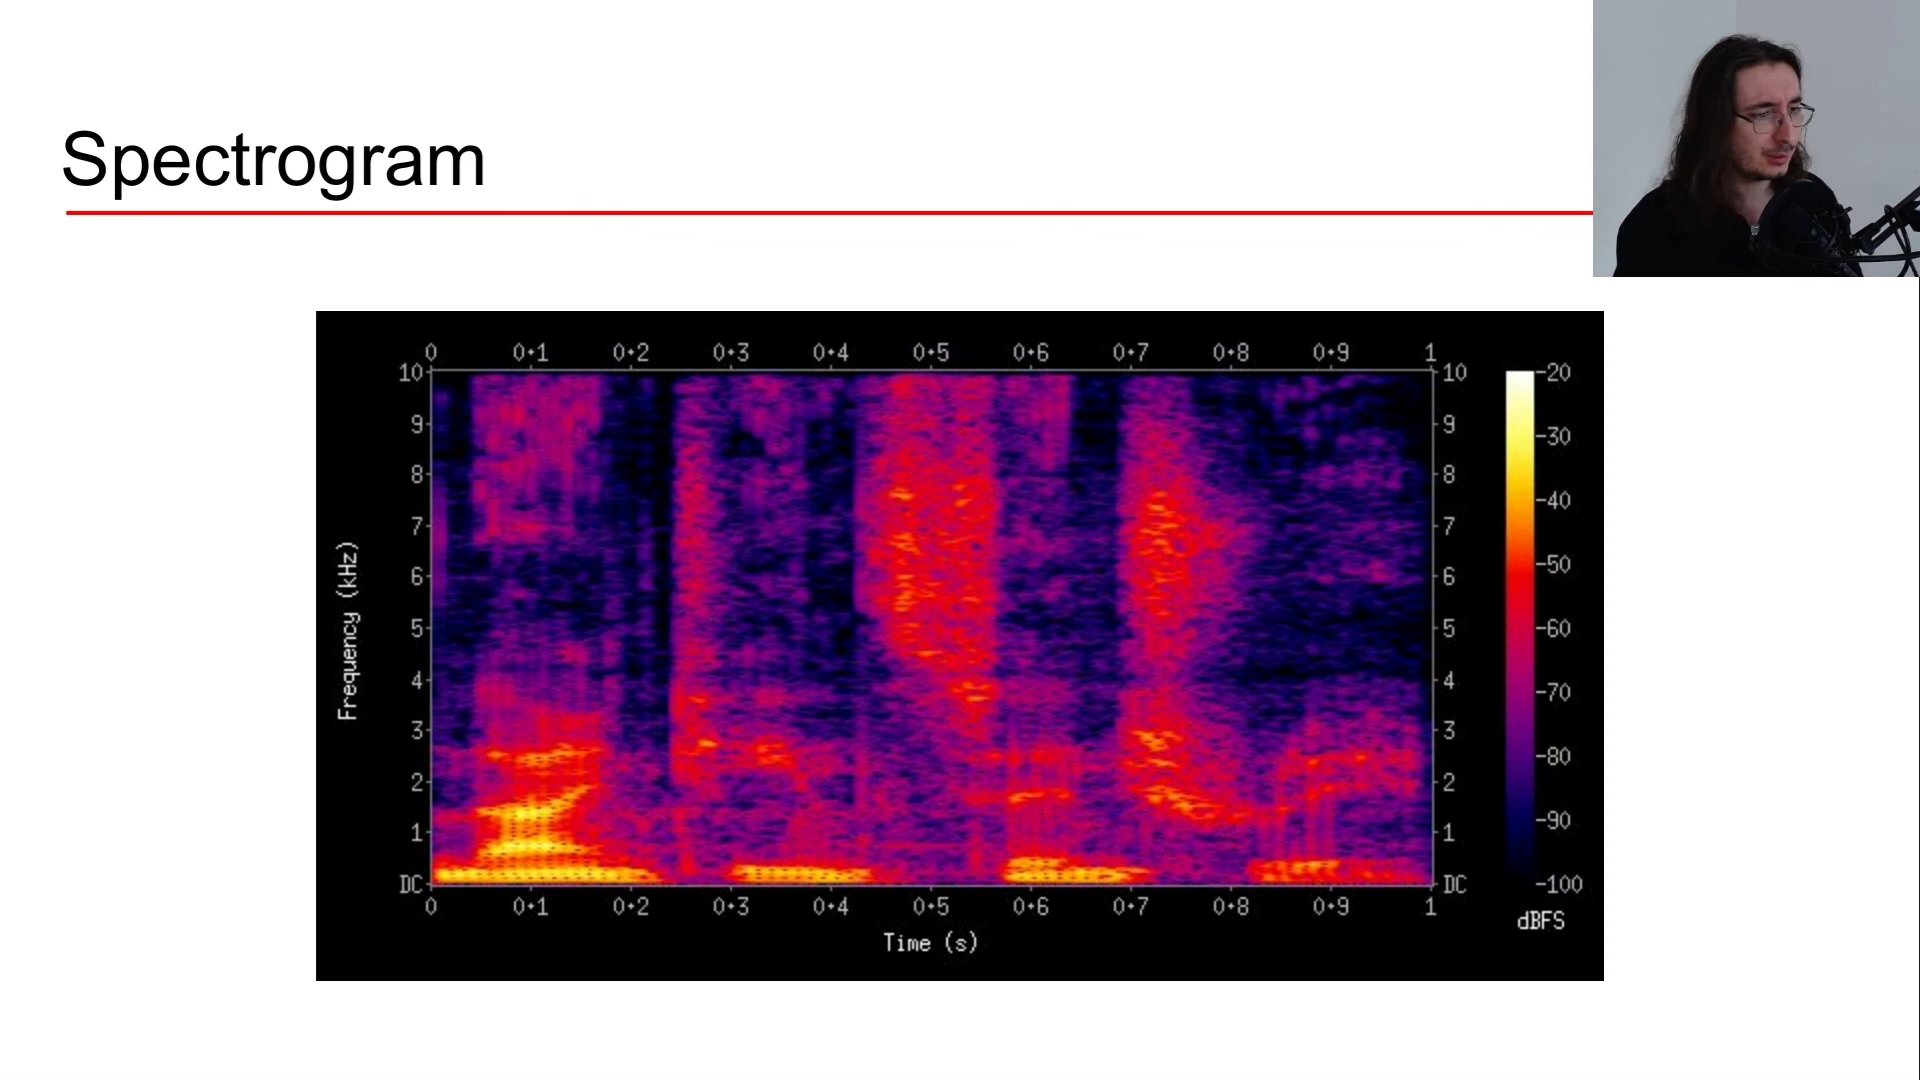 Spectrogram
0 0.1 0.2 0.3 0.4 0.5 0.6 0.7 0.8 0.9 1
10 10 -20
9 9 -30
8 8 -40
7 7 -50
6 6 -60
5 5
4 4 -70
3 3 -80
2 2
1 1 -90
DC DC -100
0 0.1 0.2 0.3 0.4 0.5 0.6 0.7 0.8 0.9 1
Frequency (kHz)
Time (s)
dBFS